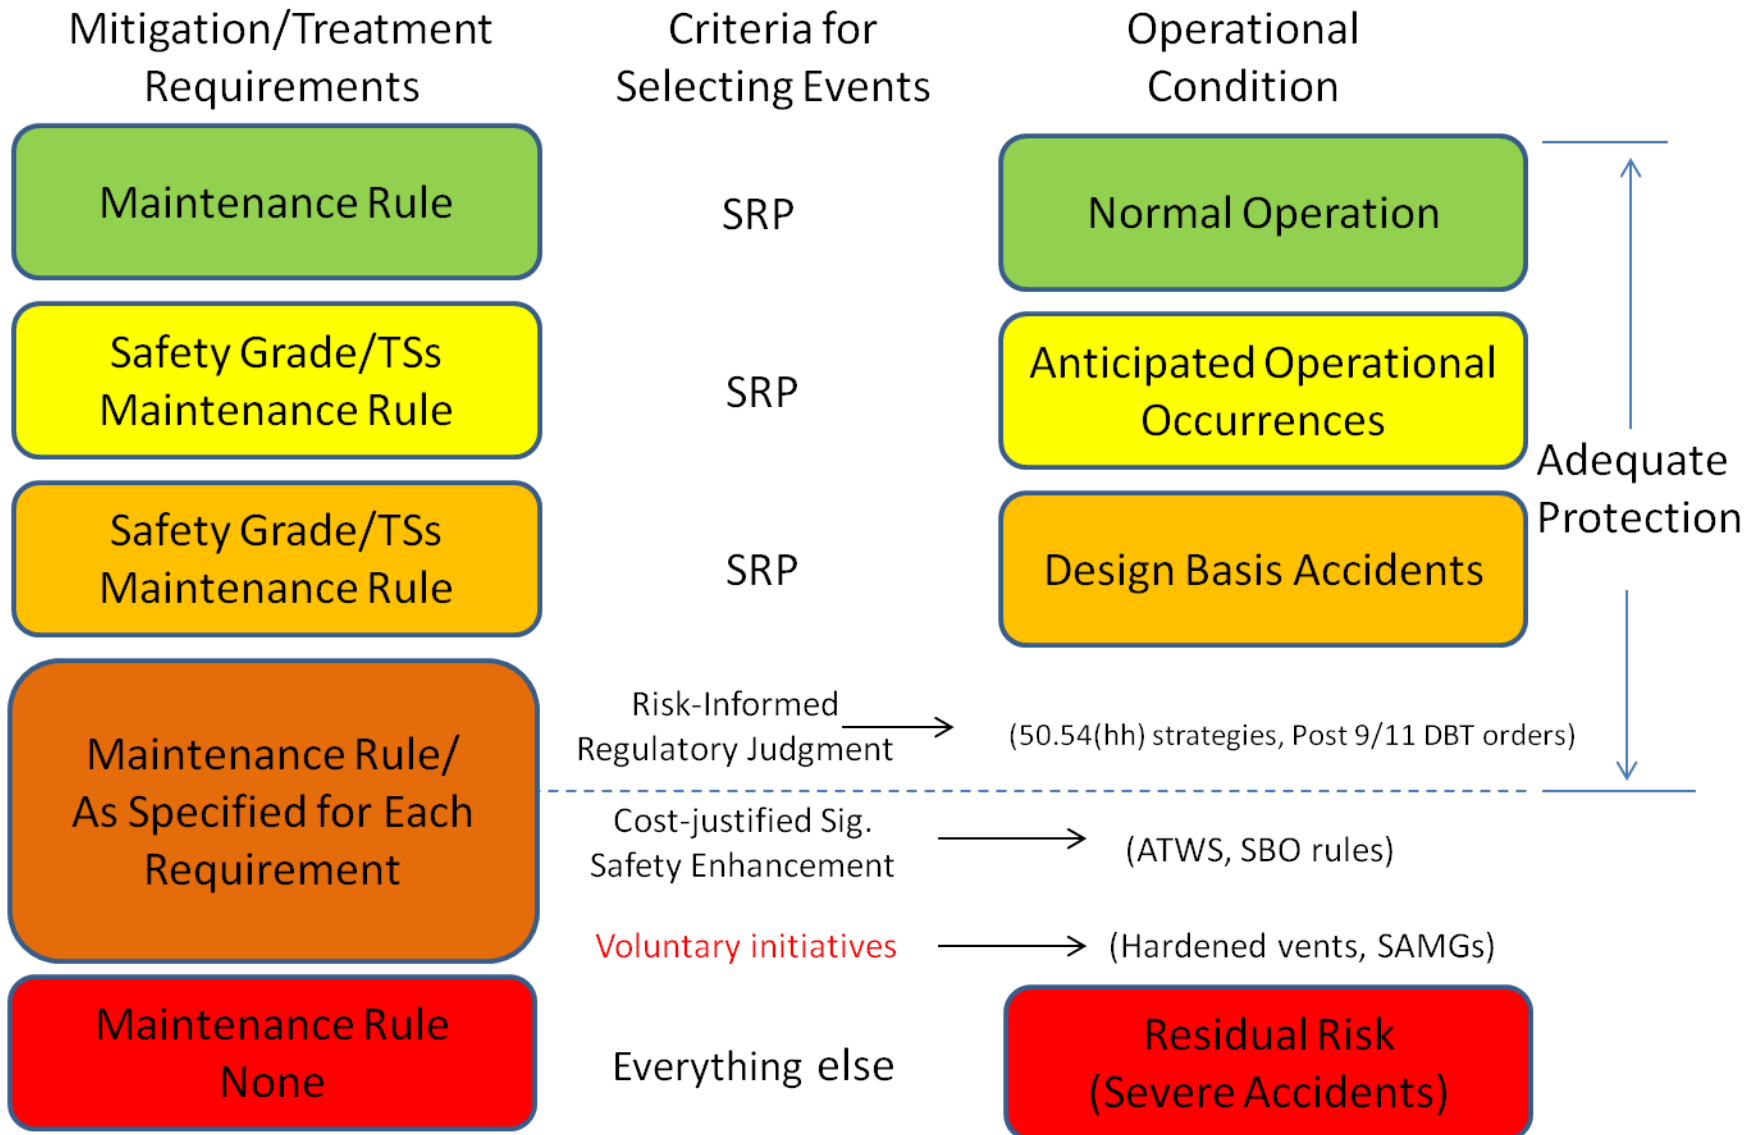 Mitigation/Treatment
Requirements
Criteria for
Selecting Events
Operational
Condition
Maintenance Rule
SRP
Normal Operation
Safety Grade/TSs
Maintenance Rule
SRP
Anticipated Operational
Occurrences
Adequate
Protection
Safety Grade/TSs
Maintenance Rule
SRP
Design Basis Accidents
Maintenance Rule/
As Specified for Each
Requirement
Risk-Informed
Regulatory Judgment
(50.54(hh) strategies, Post 9/11 DBT orders)
Cost-justified Sig.
Safety Enhancement
(ATWS, SBO rules)
Voluntary initiatives
(Hardened vents, SAMGs)
Maintenance Rule
None
Everything else
Residual Risk
(Severe Accidents)